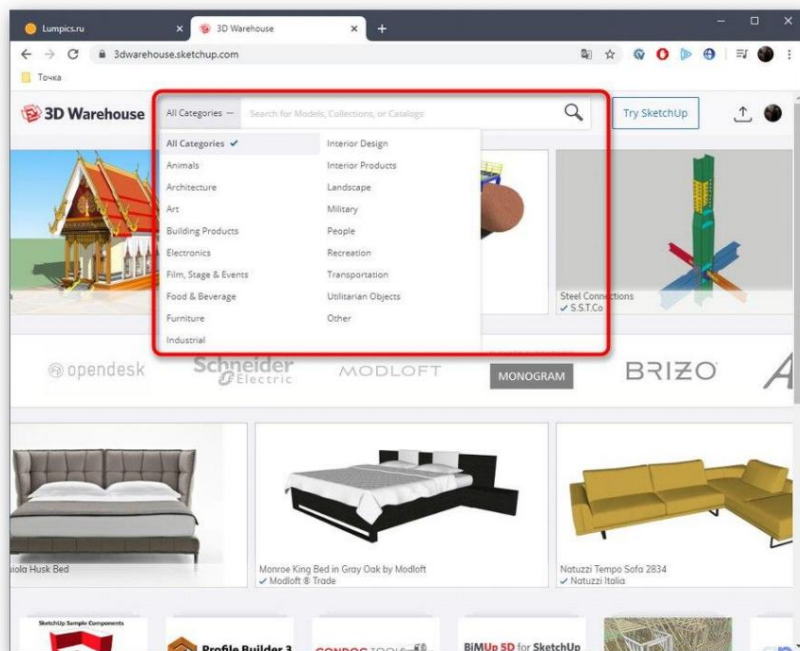 Lumpics.ru
3D Warehouse
3dwarehouse.sketchup.com
Точка
3D Warehouse
All Categories
Search for Models, Collections, or Catalogs
Try SketchUp
All Categories
Interior Design
Animals
Interior Products
Architecture
Landscape
Art
Military
Building Products
People
Electronics
Recreation
Film, Stage & Events
Transportation
Food & Beverage
Utilitarian Objects
Furniture
Other
Industrial
Steel Connections
S.S.T.Co
opendesk
Schneider
Electric
MODLOFT
MONOGRAM
BRIZO
Husk Bed
Monroe King Bed in Gray Oak by Modloft
Modloft ® Trade
Natuzzi Tempo Sofa 2834
Natuzzi Italia
SketchUp Sample Components
Profile Builder 3
BiMUp 5D for SketchUp